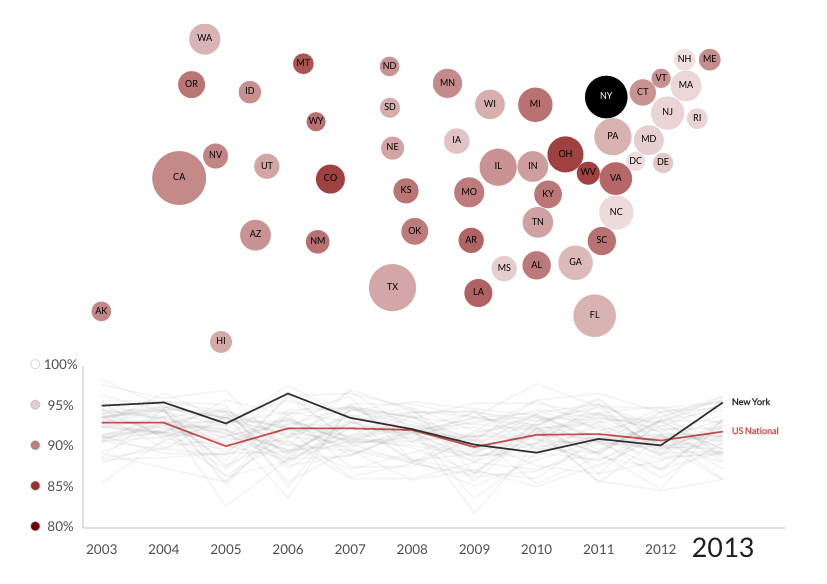 WA
MT
ND
NH
ME
OR
ID
MN
VT
CT
MA
SD
WI
MI
NY
NJ
RI
WY
NV
UT
NE
IA
IL
IN
OH
PA
MD
DC
DE
CA
CO
KS
MO
KY
WV
VA
AZ
NM
OK
AR
TN
NC
SC
TX
LA
MS
AL
GA
FL
AK
HI
100%
95%
90%
85%
80%
New York
US National
2003 2004 2005 2006 2007 2008 2009 2010 2011 2012 2013